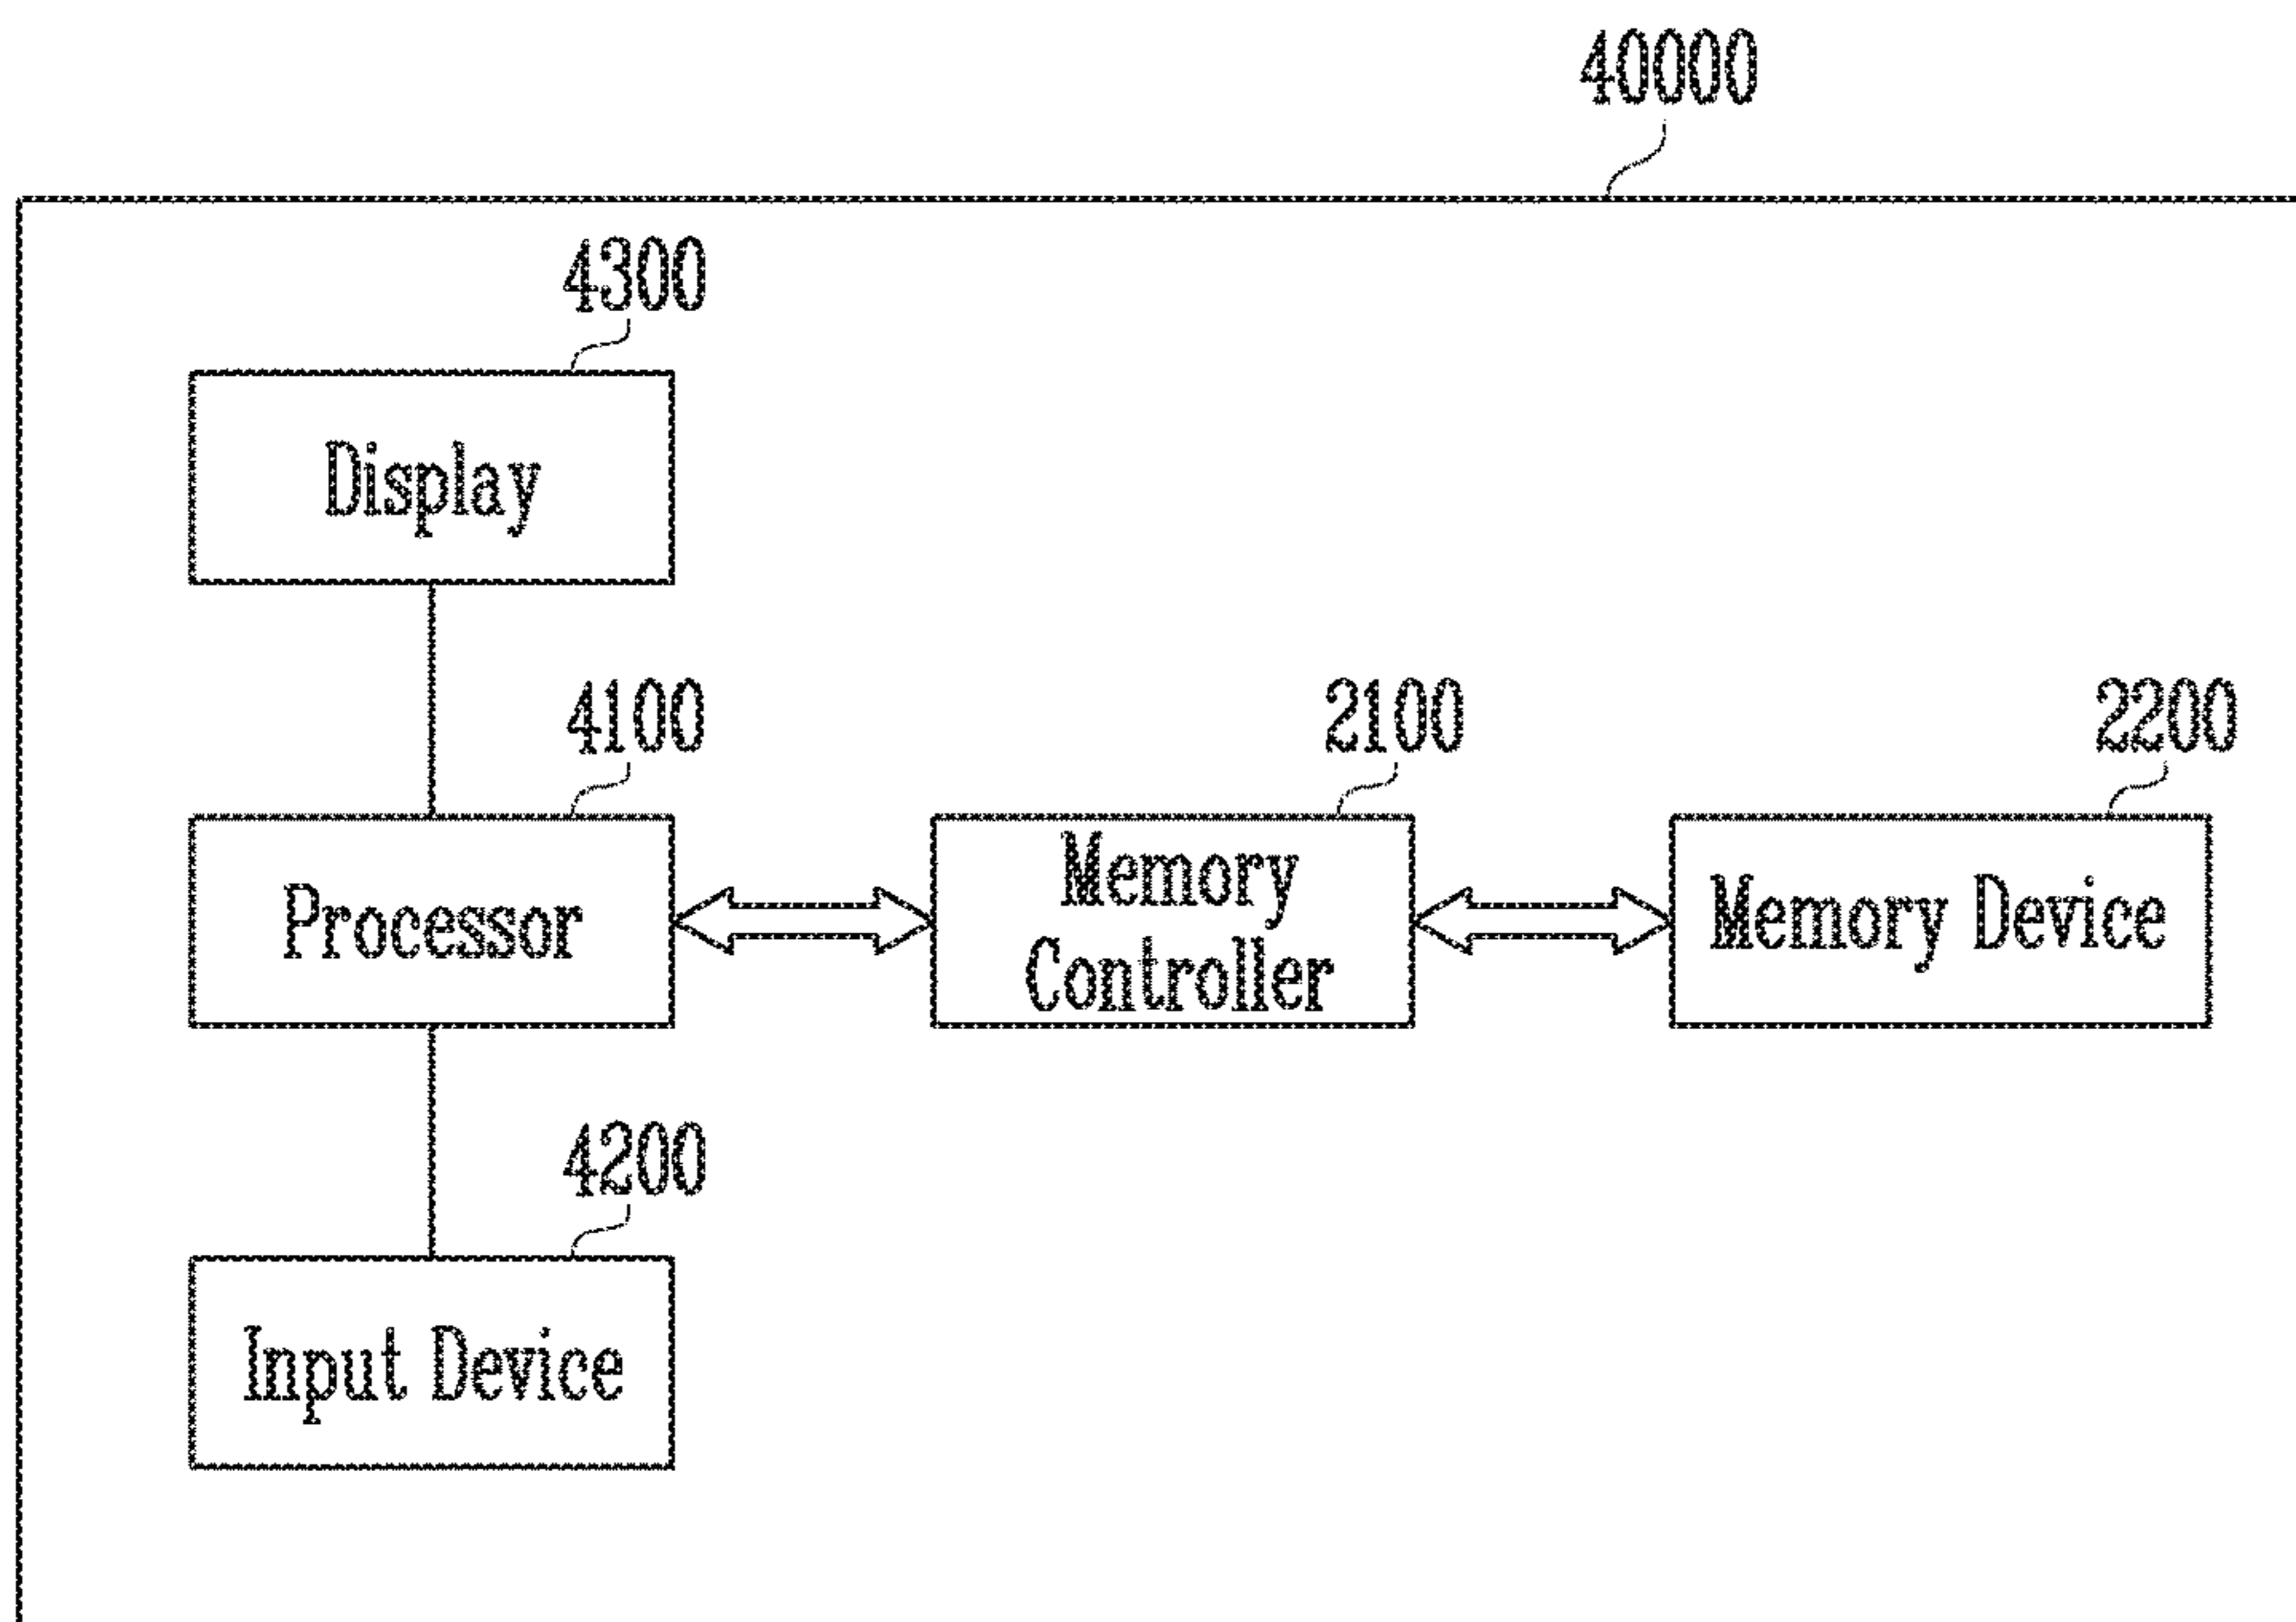 40000
4300
Display
4100
2100
2200
Processor
Memory
Controller
Memory Device
4200
Input Device